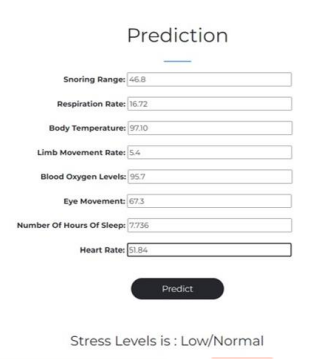 Prediction
Snoring Range: 46.8
Respiration Rate: 16.72
Body Temperature: 97.10
Limb Movement Rate: 5.4
Blood Oxygen Levels: 95.7
Eye Movement: 67.3
Number Of Hours Of Sleep: 7.736
Heart Rate: 51.84
Predict
Stress Levels is : Low/Normal